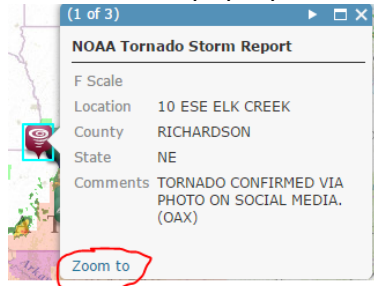 (1 of 3)
NOAA Tornado Storm Report
F Scale
Location 10 ESE ELK CREEK
County RICHARDSON
State NE
Comments TORNADO CONFIRMED VIA
PHOTO ON SOCIAL MEDIA.
(OAX)
Zoom to